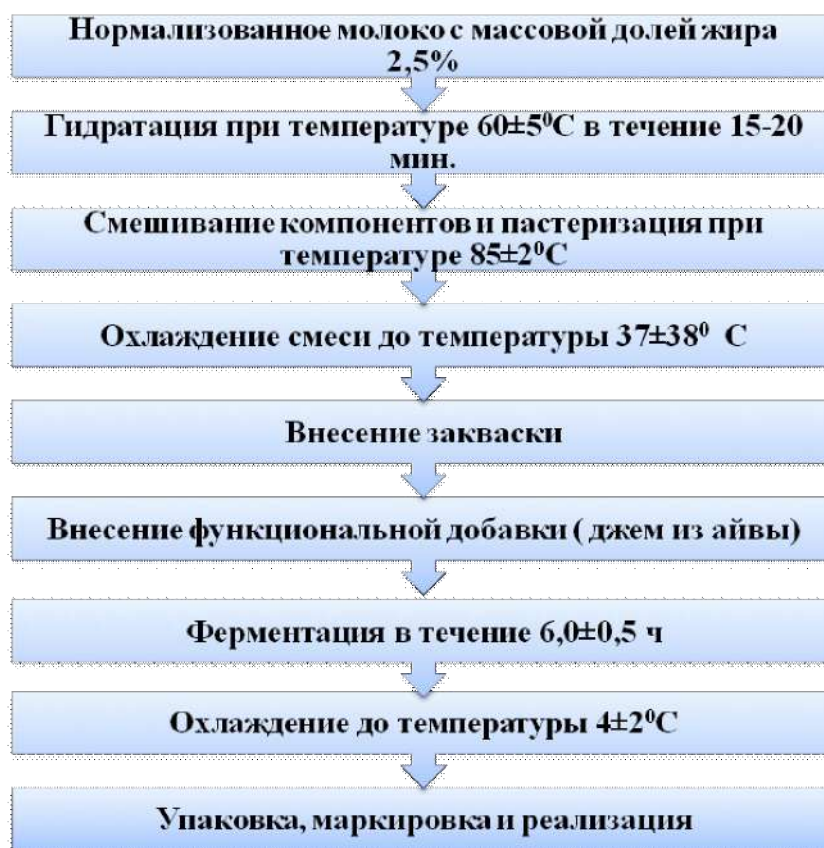 Нормализованное молоко с массовой долей жира
2,5%
Гидратация при температуре 60±5⁰С в течение 15-20
мин.
Смешивание компонентов и пастеризация при
температуре 85±2⁰С
Охлаждение смеси до температуры 37±38⁰ С
Внесение закваски
Внесение функциональной добавки ( джем из айвы)
Ферментация в течение 6,0±0,5 ч
Охлаждение до температуры 4±2⁰С
Упаковка, маркировка и реализация